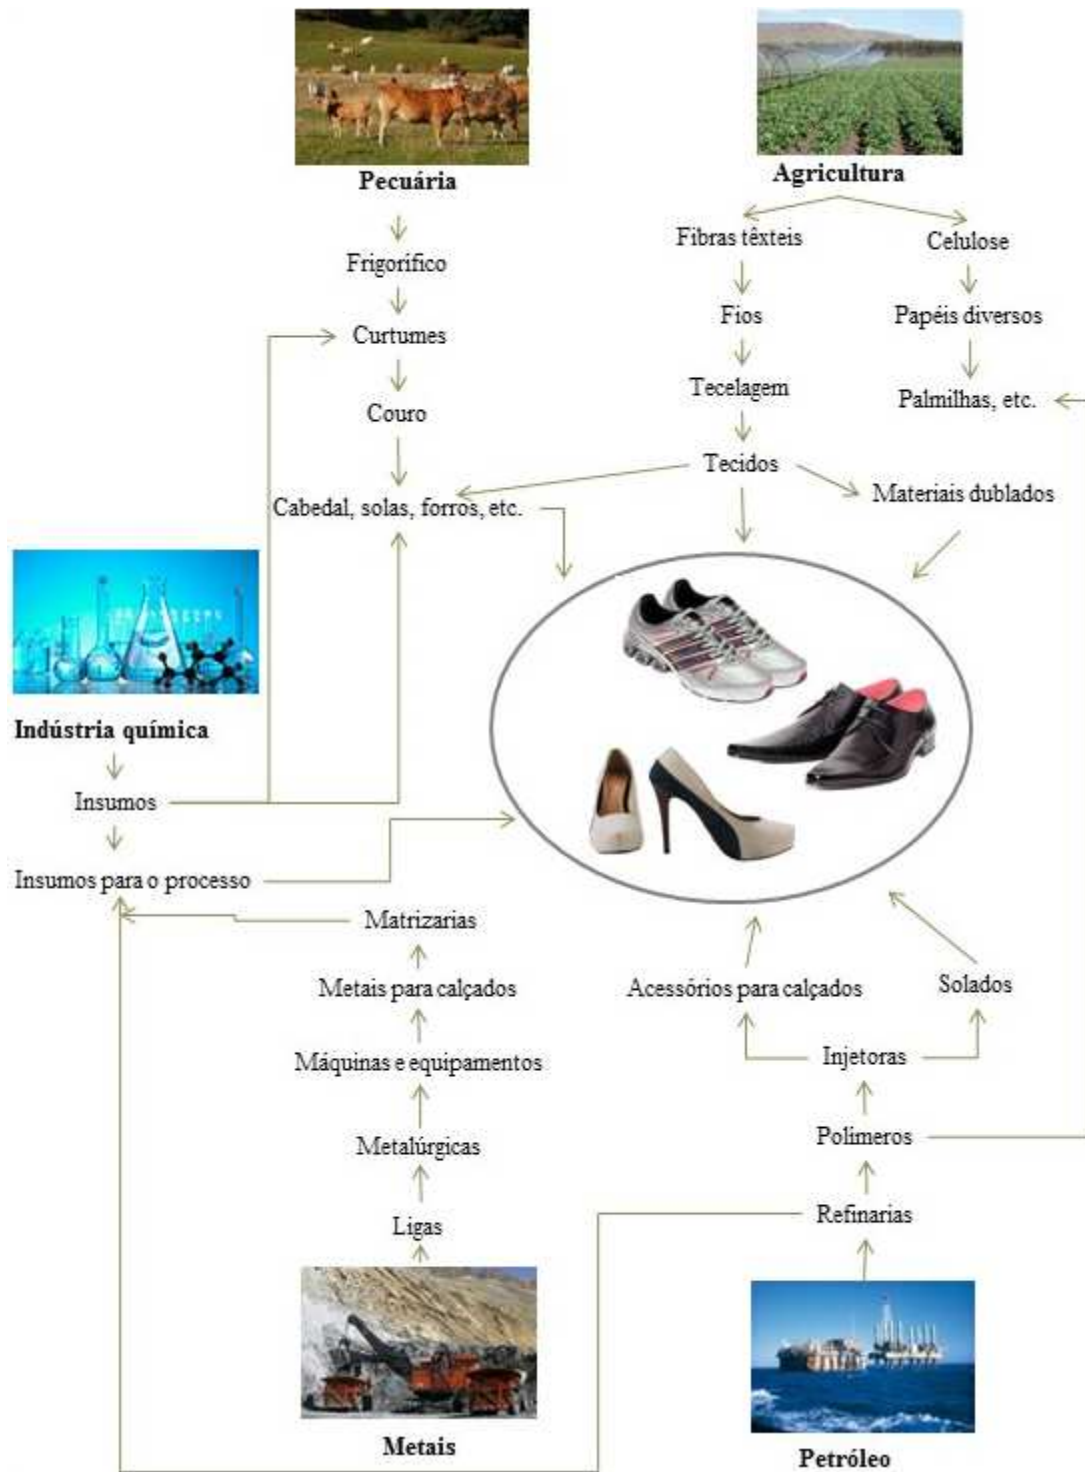 Pecuária
Agricultura
Fibras têxteis
Celulose
Frigorifico
Fios
Papéis diversos
Curtumes
Tecelagem
Palmilhas, etc.
Couro
Tecidos
Materiais dublados
Cabedal, solas, forros, etc.
Indústria química
Insumos
Insumos para o processo
Matrizarias
Metais para calçados
Acessórios para calçados
Solados
Máquinas e equipamentos
Injetoras
Metalúrgicas
Polímeros
Ligas
Refinarias
Metais
Petróleo